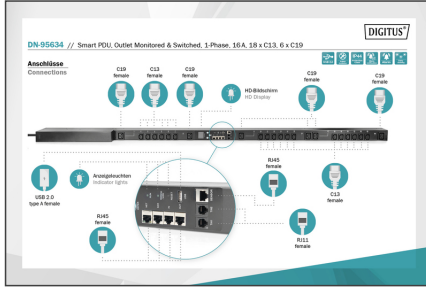 DIGITUS®
DN-95634 // Smart PDU, Outlet Monitored & Switched, 1-Phase, 16 A, 18 x C13, 6 x C19
Anschlüsse
Connections
C19
female
C13
female
C19
female
HD-Bildschirm
HD Display
C19
female
C19
female
USB 2.0
type A female
Anzeigeleuchten
Indicator lights
RJ45
female
RJ45
female
C13
female
RJ11
female